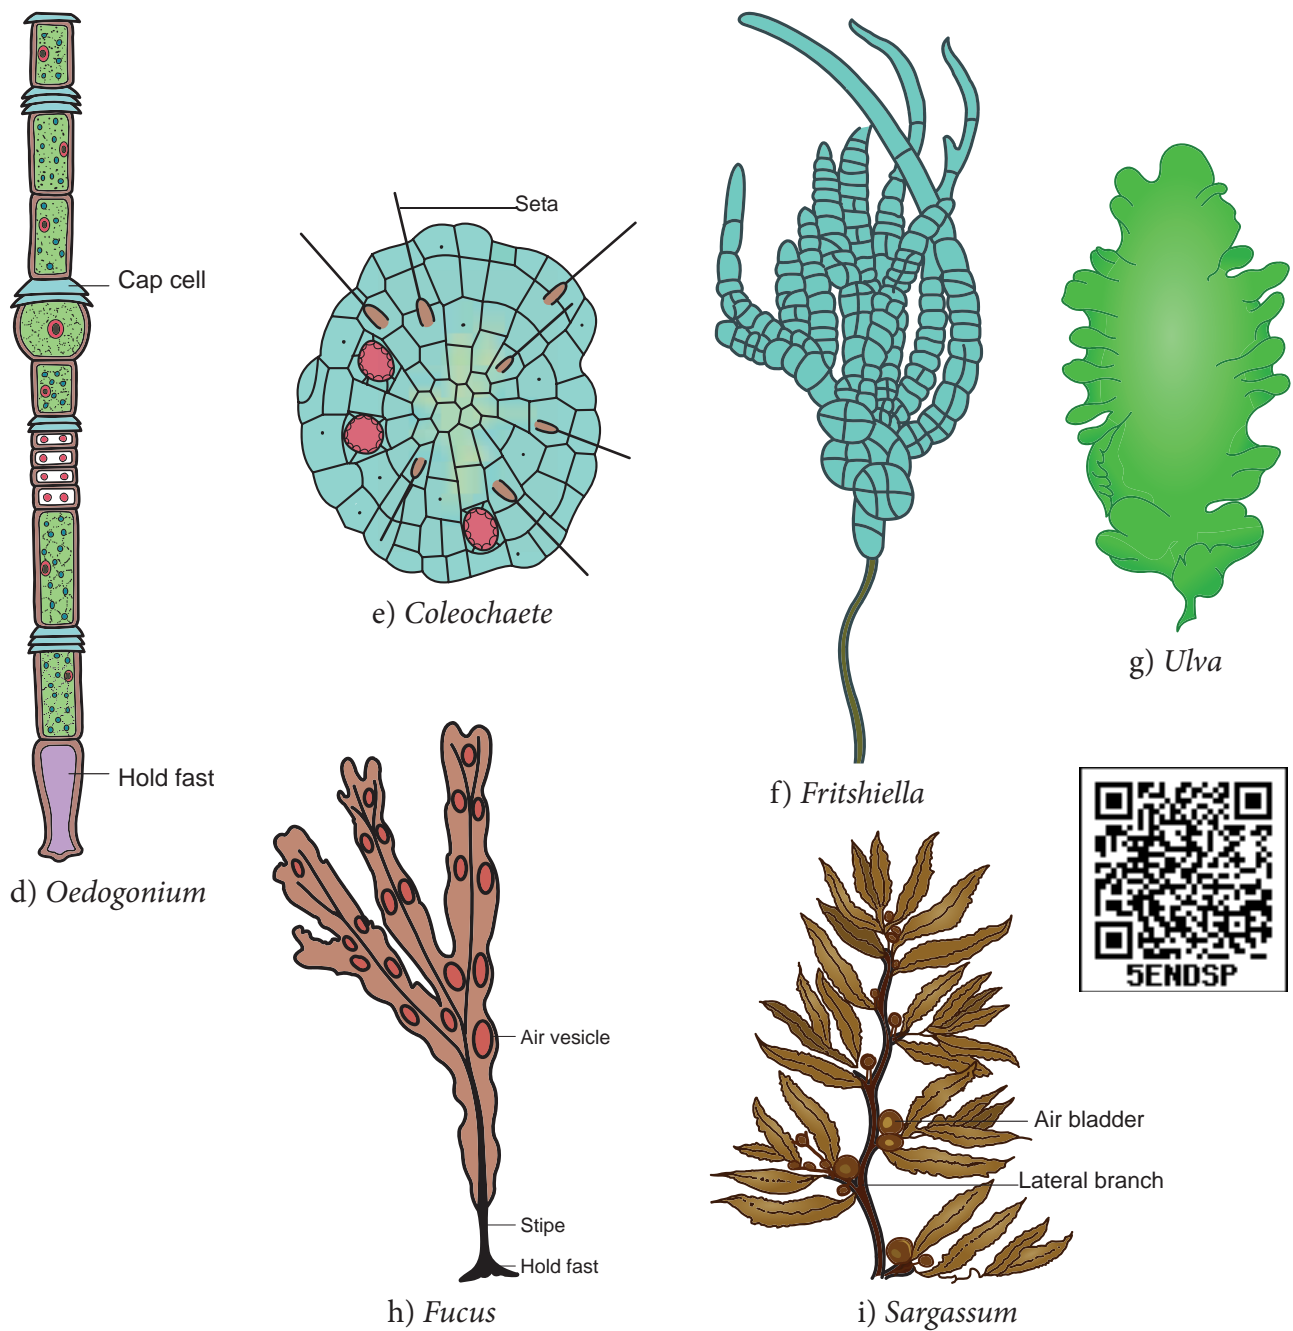 Seta
Cap cell
e) Coleochaete
g) Ulva
Hold fast
f) Fritshiella
d) Oedogonium
5ENDSP
Air vesicle
Air bladder
Lateral branch
Stipe
Hold fast
h) Fucus
i) Sargassum